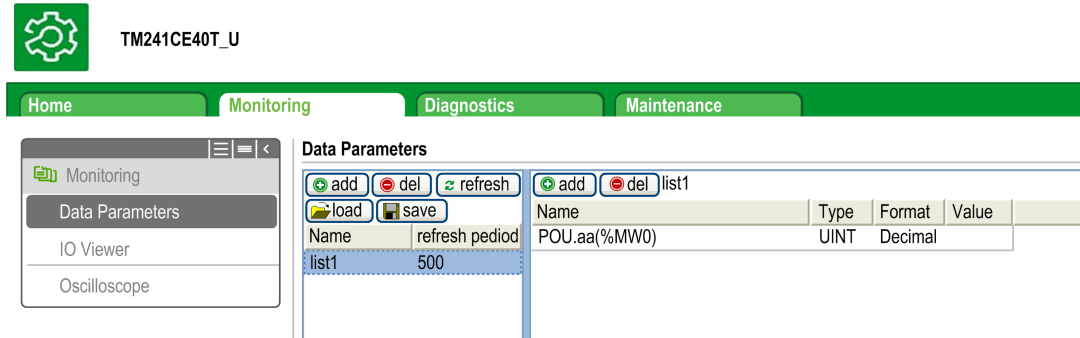 TM241CE40T_U
Home Monitoring Diagnostics Maintenance
Monitoring
Data Parameters
IO Viewer
Oscilloscope
Data Parameters
add del refresh
load save
Name refresh pediod
list1 500
add del list1
Name Type Format Value
POU.aa(%MW0) UINT Decimal